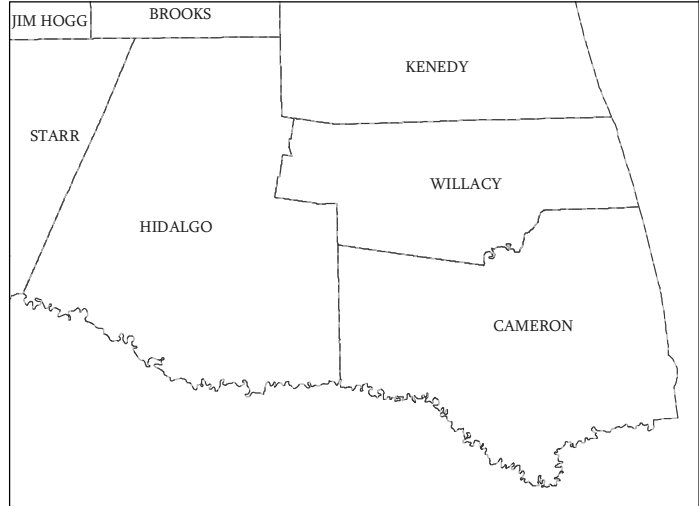 JIM HOGG
BROOKS
KENEDY
STARR
WILLACY
HIDALGO
CAMERON